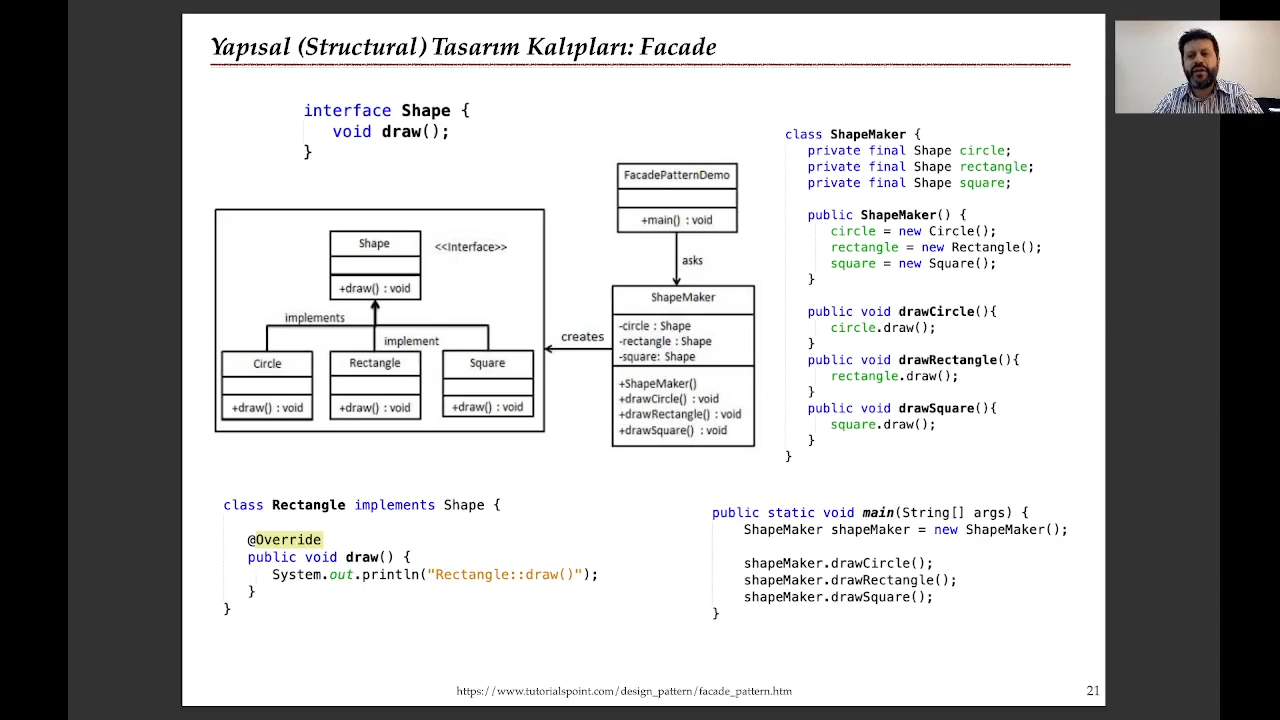 Yapısal (Structural) Tasarım Kalıpları: Facade
interface Shape {
void draw();
}
Shape
<<Interface>>
+draw() : void
implements
implement
Circle
+draw() : void
Rectangle
+draw() : void
Square
+draw() : void
creates
FacadePatternDemo
+main() : void
asks
ShapeMaker
-circle : Shape
-rectangle : Shape
-square: Shape
+ShapeMaker()
+drawCircle() : void
+drawRectangle() : void
+drawSquare() : void
class ShapeMaker {
private final Shape circle;
private final Shape rectangle;
private final Shape square;
public ShapeMaker() {
circle = new Circle();
rectangle = new Rectangle();
square = new Square();
}
public void drawCircle(){
circle.draw();
}
public void drawRectangle(){
rectangle.draw();
}
public void drawSquare(){
square.draw();
}
}
class Rectangle implements Shape {
@Override
public void draw() {
System.out.println("Rectangle::draw()");
}
}
public static void main(String[] args) {
ShapeMaker shapeMaker = new ShapeMaker();
shapeMaker.drawCircle();
shapeMaker.drawRectangle();
shapeMaker.drawSquare();
}
https://www.tutorialspoint.com/design_pattern/facade_pattern.htm
21